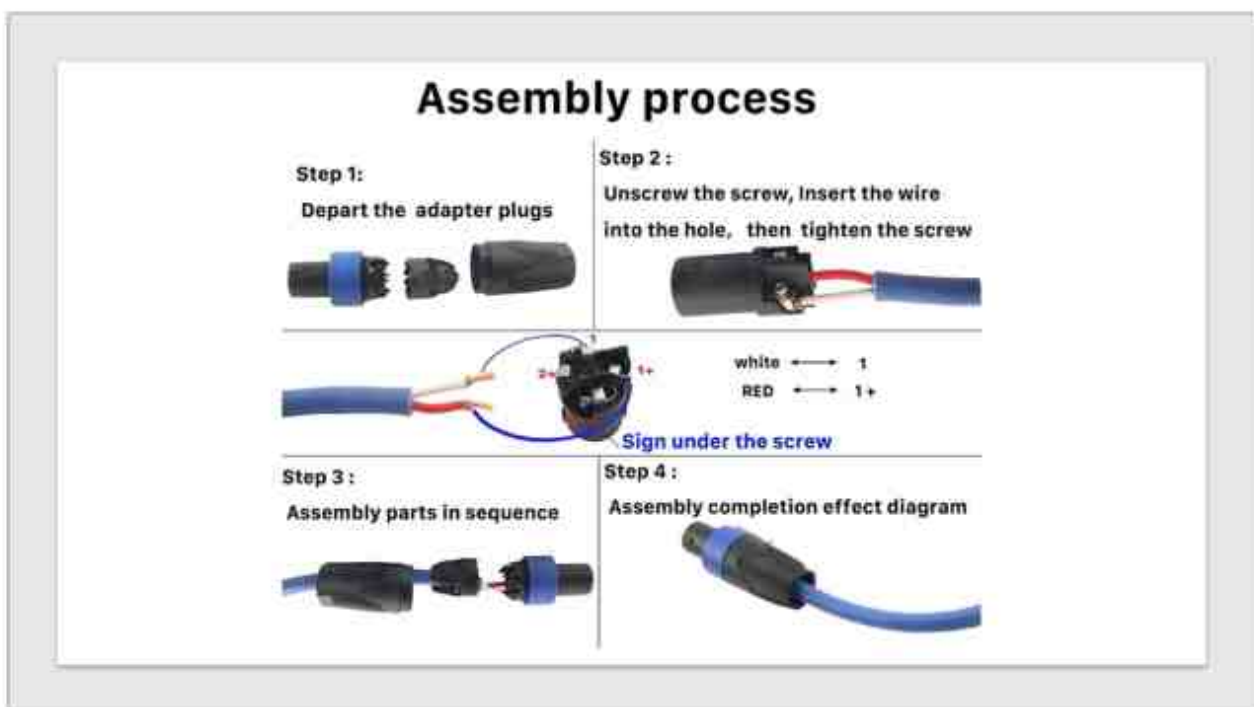 Assembly process
Step 1:
Depart the adapter plugs
Step 2 :
Unscrew the screw, Insert the wire
into the hole, then tighten the screw
1
2+
1+
white ←→ 1
RED ←→ 1 +
Sign under the screw
Step 3 :
Assembly parts in sequence
Step 4 :
Assembly completion effect diagram